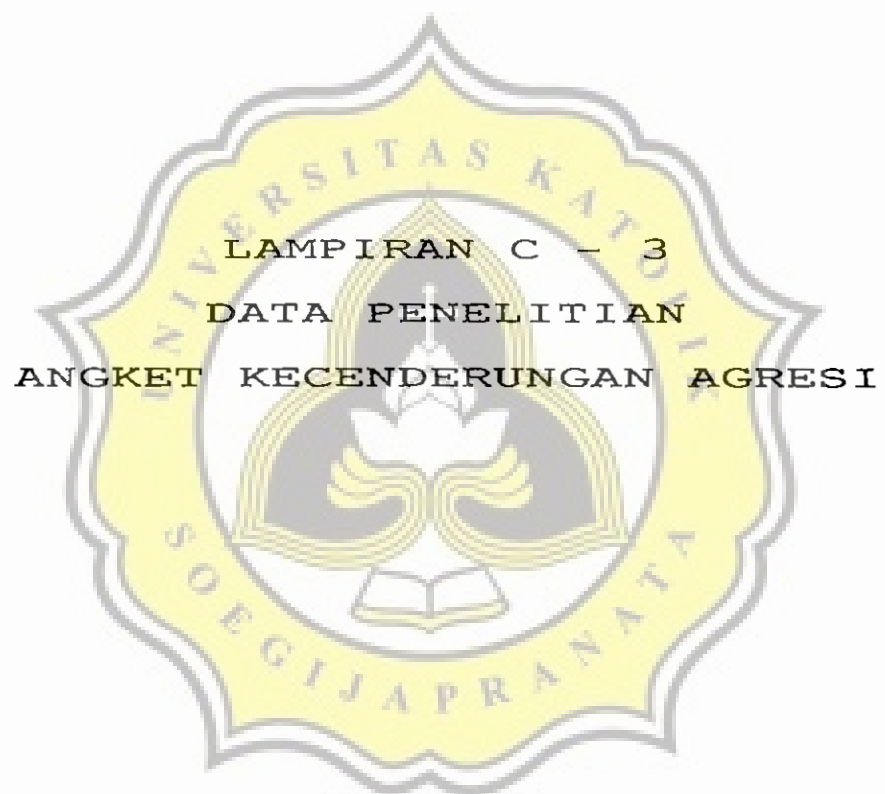 LAMPIRAN C - 3
DATA PENELITIAN
ANGKET KECENDERUNGAN AGRESI
UNIVERSITAS KATOLIK
SOEGIJAPRANATA